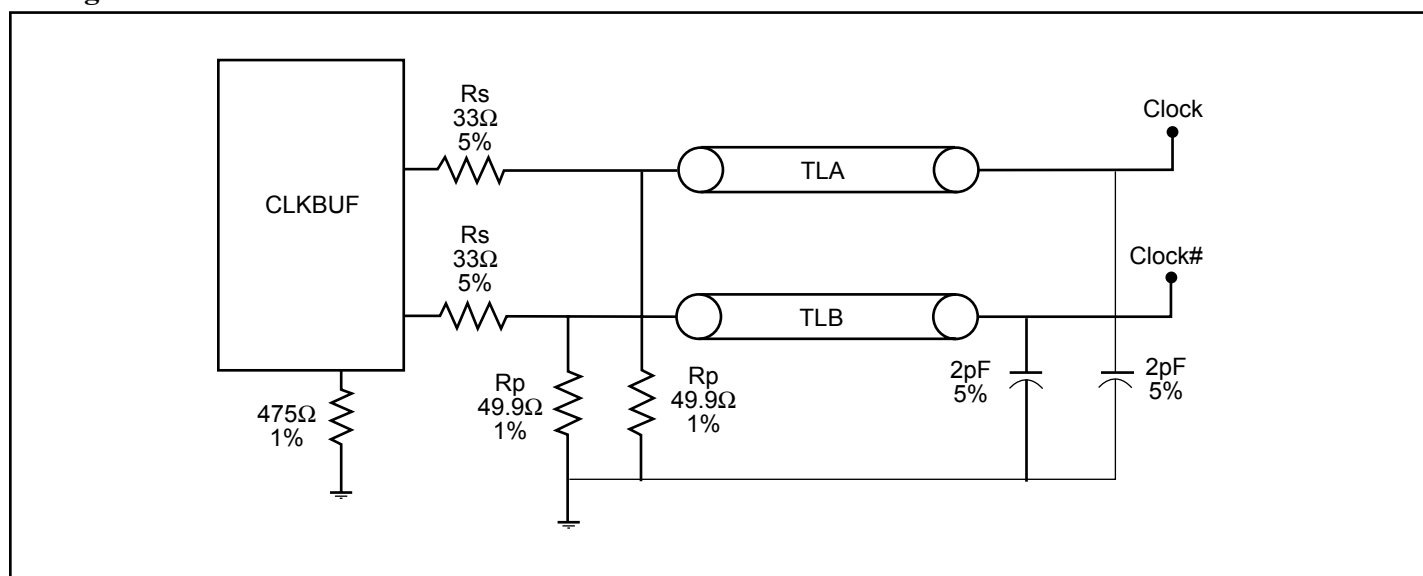 Rs
33Ω
5%
Clock
TLA
CLKBUF
Rs
33Ω
5%
Clock#
TLB
475Ω
1%
Rp
49.9Ω
1%
Rp
49.9Ω
1%
2pF
5%
2pF
5%